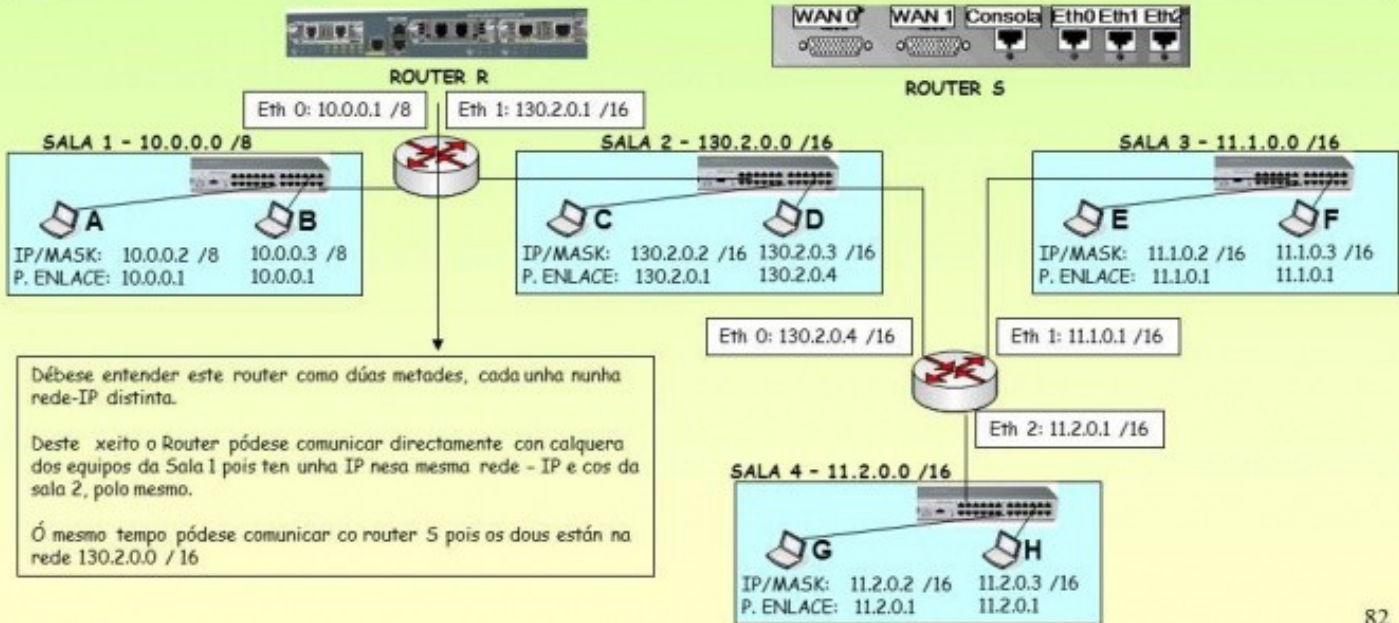 WAN 0 WAN 1 Consola Eth0 Eth1 Eth2
ROUTER R
ROUTER S
Eth 0: 10.0.0.1 /8
Eth 1: 130.2.0.1 /16
SALA 1 - 10.0.0.0 /8
A B
IP/MASK: 10.0.0.2 /8 10.0.0.3 /8
P. ENLACE: 10.0.0.1 10.0.0.1
SALA 2 - 130.2.0.0 /16
C D
IP/MASK: 130.2.0.2 /16 130.2.0.3 /16
P. ENLACE: 130.2.0.1 130.2.0.4
SALA 3 - 11.1.0.0 /16
E F
IP/MASK: 11.1.0.2 /16 11.1.0.3 /16
P. ENLACE: 11.1.0.1 11.1.0.1
Eth 0: 130.2.0.4 /16
Eth 1: 11.1.0.1 /16
Eth 2: 11.2.0.1 /16
Débese entender este router como dúas metades, cada unha nunha
rede-IP distinta.
Deste xeito o Router pódese comunicar directamente con calquera
dos equipos da Sala 1 pois ten unha IP nesa mesma rede - IP e cos da
sala 2, polo mesmo.
Ó mesmo tempo pódese comunicar co router S pois os dous están na
rede 130.2.0.0 / 16
SALA 4 - 11.2.0.0 /16
G H
IP/MASK: 11.2.0.2 /16 11.2.0.3 /16
P. ENLACE: 11.2.0.1 11.2.0.1
82